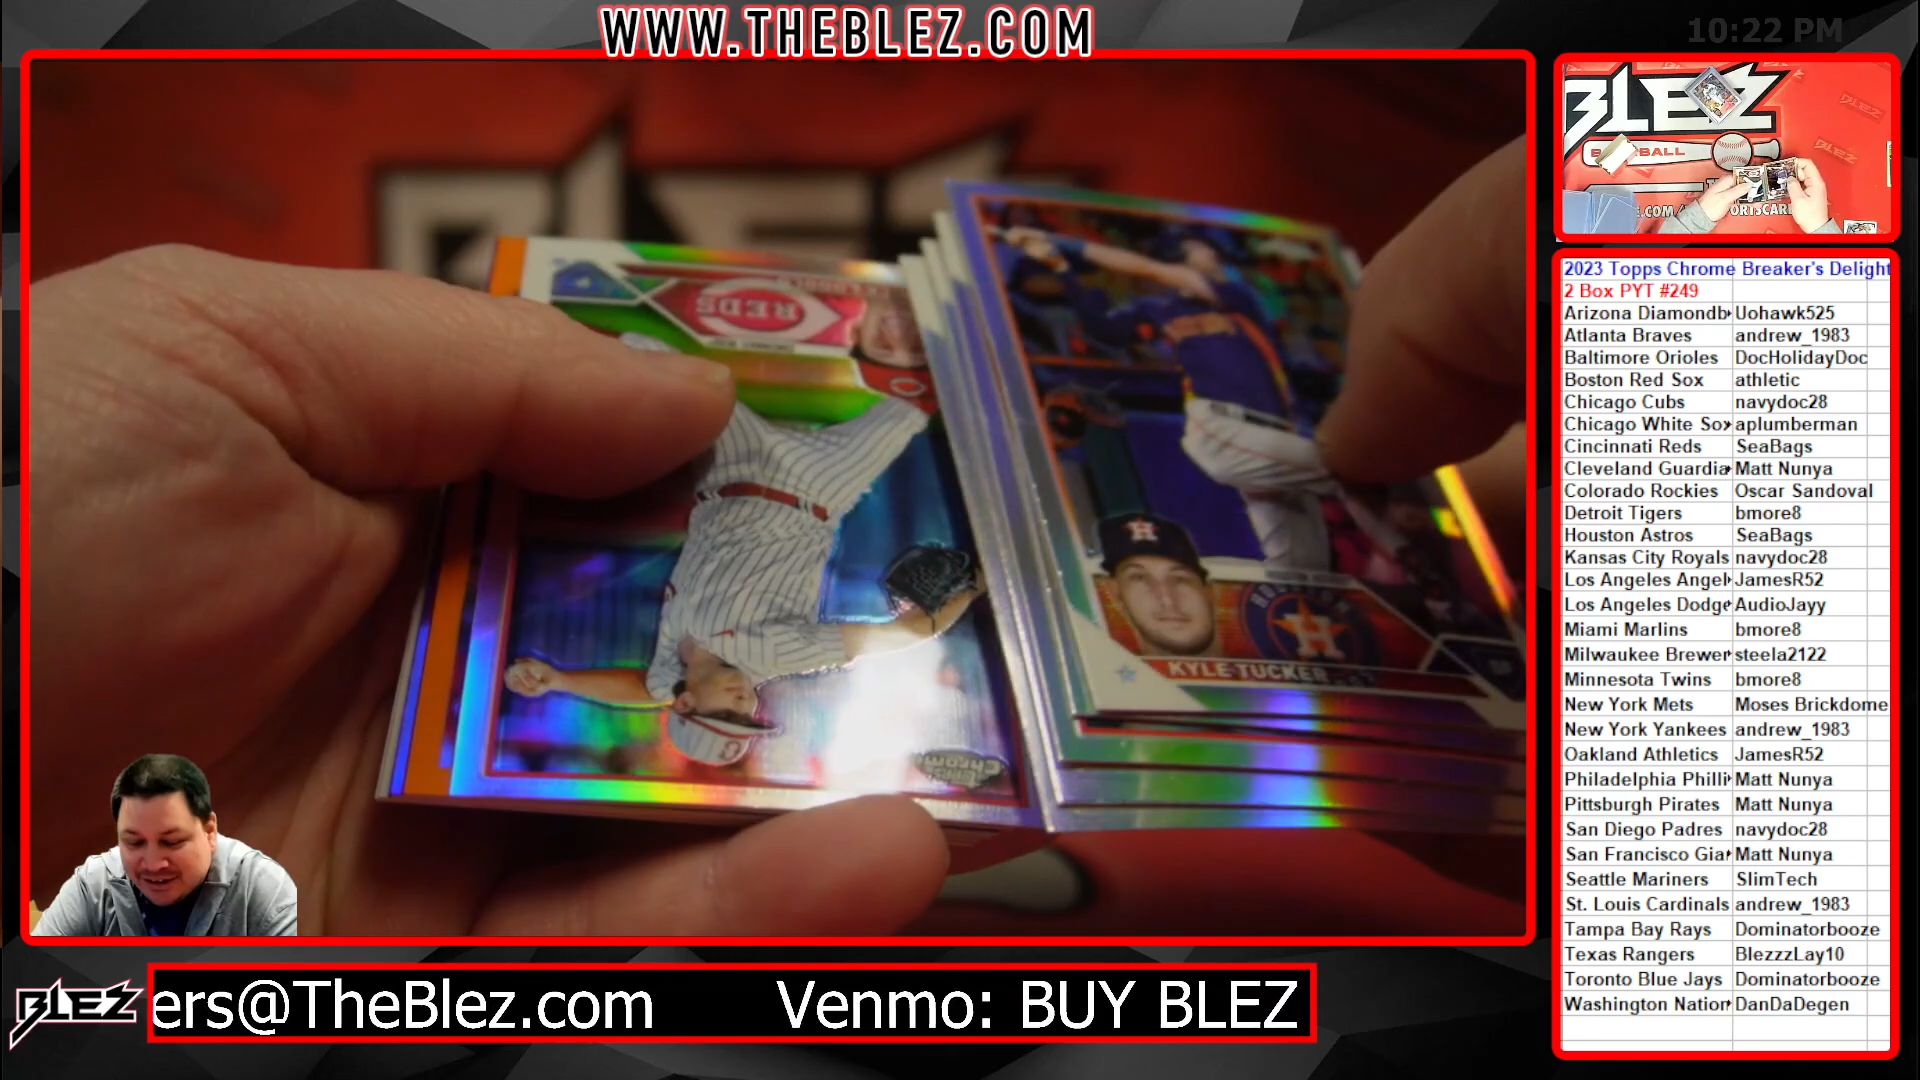 WWW.THEBLEZ.COM
10:22 PM
BLEZ
BASEBALL
BLEZ
BLEZ
REDS
KYLE TUCKER
Chrome
2023 Topps Chrome Breaker's Delight
2 Box PYT #249
Arizona Diamondb Uohawk525
Atlanta Braves andrew_1983
Baltimore Orioles DocHolidayDoc
Boston Red Sox athletic
Chicago Cubs navydoc28
Chicago White Sox aplumberman
Cincinnati Reds SeaBags
Cleveland Guardia Matt Nunya
Colorado Rockies Oscar Sandoval
Detroit Tigers bmore8
Houston Astros SeaBags
Kansas City Royals navydoc28
Los Angeles Angel JamesR52
Los Angeles Dodge AudioJayy
Miami Marlins bmore8
Milwaukee Brewer steela2122
Minnesota Twins bmore8
New York Mets Moses Brickdome
New York Yankees andrew_1983
Oakland Athletics JamesR52
Philadelphia Philli Matt Nunya
Pittsburgh Pirates Matt Nunya
San Diego Padres navydoc28
San Francisco Gia Matt Nunya
Seattle Mariners SlimTech
St. Louis Cardinals andrew_1983
Tampa Bay Rays Dominatorbooze
Texas Rangers BlezzzLay10
Toronto Blue Jays Dominatorbooze
Washington Nation DanDaDegen
BLEZ
ers@TheBlez.com Venmo: BUY BLEZ